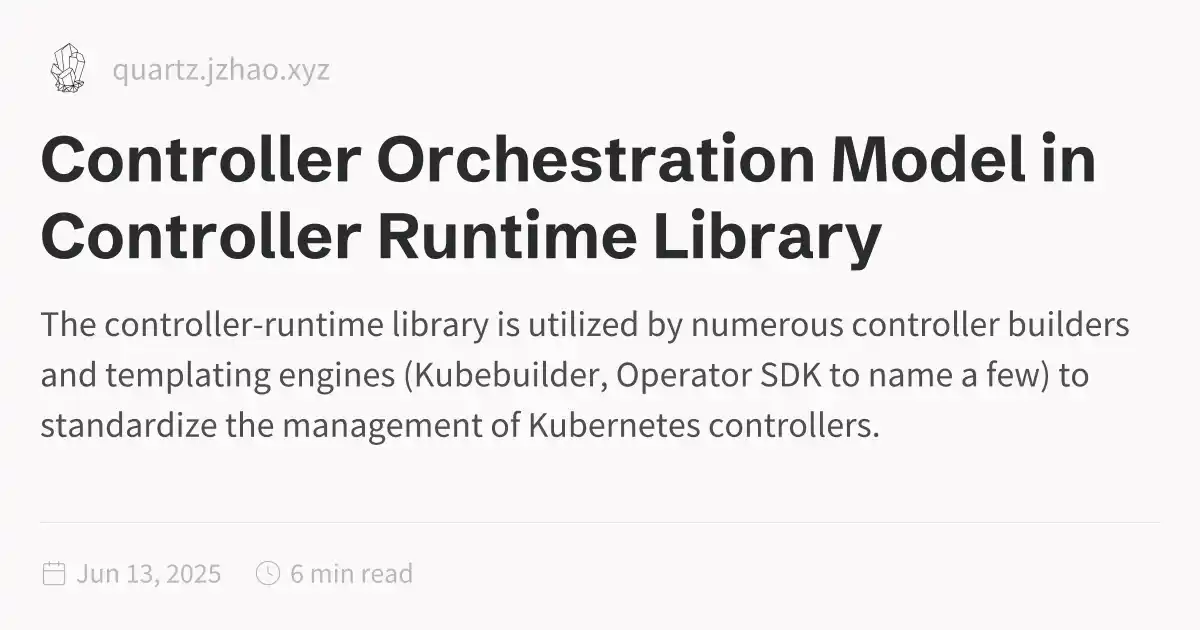 quartz.jzhao.xyz
Controller Orchestration Model in
Controller Runtime Library
The controller-runtime library is utilized by numerous controller builders
and templating engines (Kubebuilder, Operator SDK to name a few) to
standardize the management of Kubernetes controllers.
Jun 13, 2025 6 min read